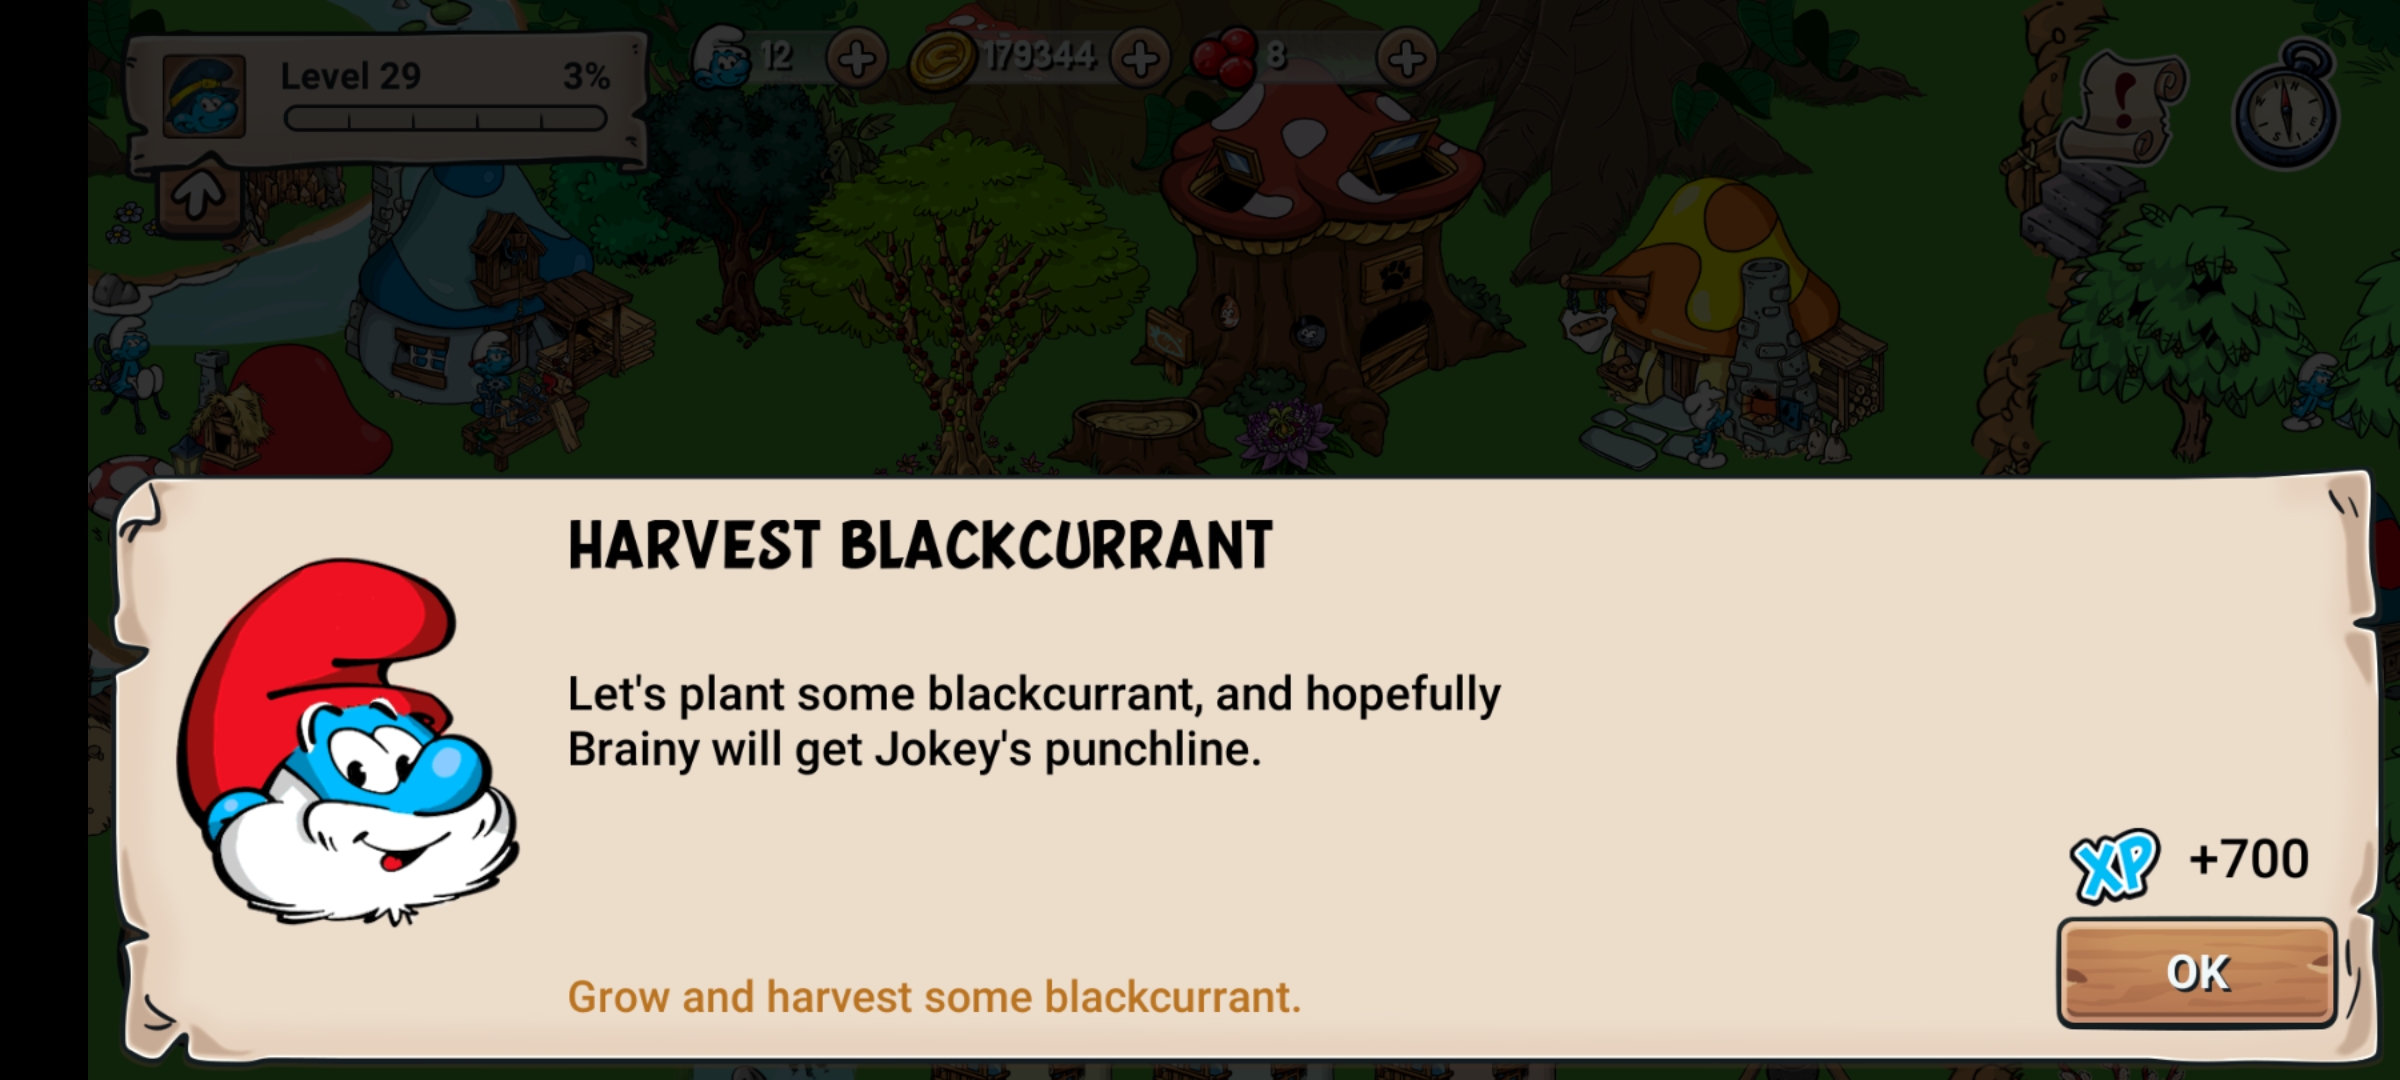 Level 29 3%
12
179344
8
HARVEST BLACKCURRANT
Let's plant some blackcurrant, and hopefully
Brainy will get Jokey's punchline.
XP +700
Grow and harvest some blackcurrant.
OK